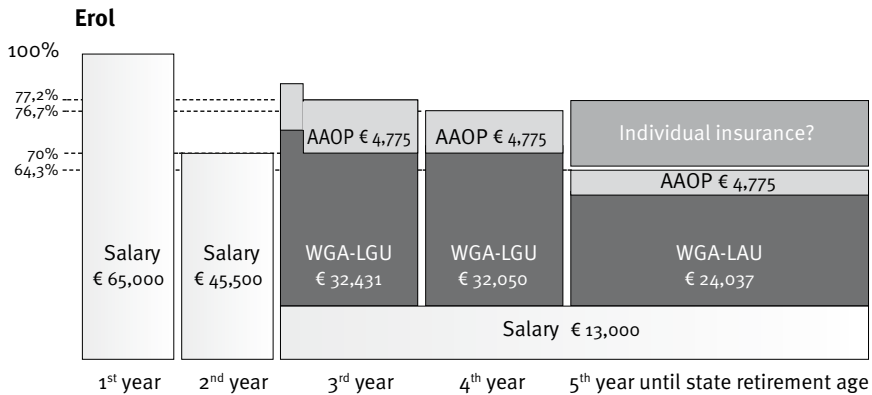 Erol
100%
77,2%
76,7%
70%
64,3%
Salary
€ 65,000
Salary
€ 45,500
AAOP € 4,775
WGA-LGU
€ 32,431
AAOP € 4,775
WGA-LGU
€ 32,050
Individual insurance?
AAOP € 4,775
WGA-LAU
€ 24,037
Salary € 13,000
1st year
2nd year
3rd year
4th year
5th year until state retirement age